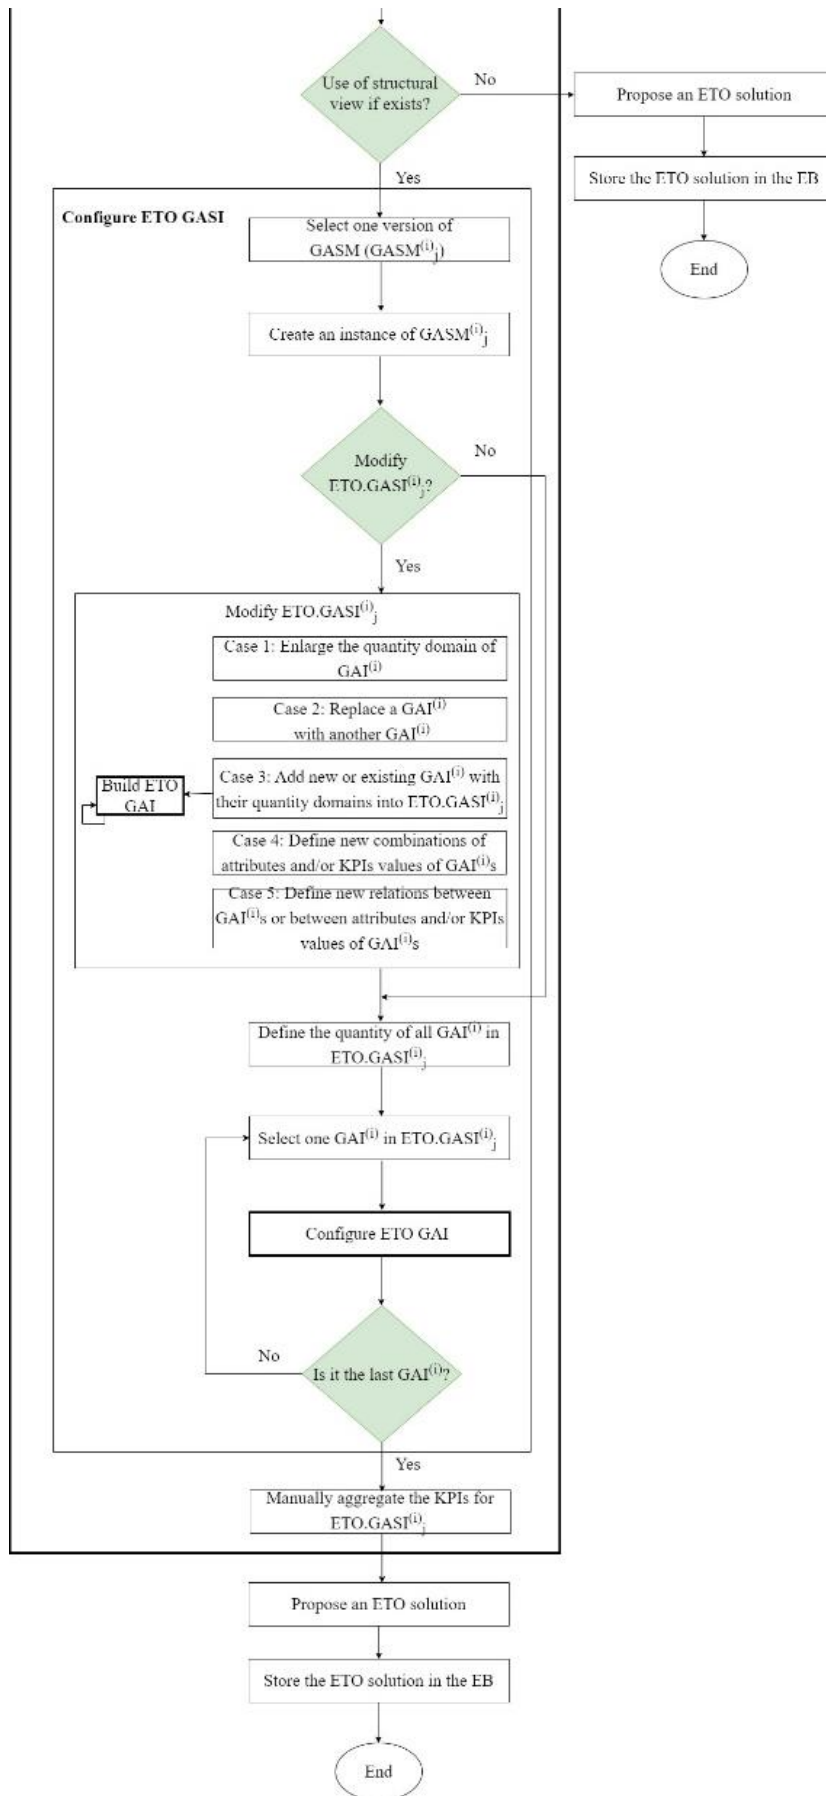 Use of structural
view if exists?
No
Propose an ETO solution
Yes
Store the ETO solution in the EB
End
Configure ETO GASI
Select one version of
GASM (GASM⁽ⁱ⁾ⱼ)
Create an instance of GASM⁽ⁱ⁾ⱼ
Modify
ETO.GASI⁽ⁱ⁾ⱼ?
No
Yes
Modify ETO.GASI⁽ⁱ⁾ⱼ
Case 1: Enlarge the quantity domain of
GAI⁽ⁱ⁾
Case 2: Replace a GAI⁽ⁱ⁾
with another GAI⁽ⁱ⁾
Build ETO
GAI
Case 3: Add new or existing GAI⁽ⁱ⁾ with
their quantity domains into ETO.GASI⁽ⁱ⁾ⱼ
Case 4: Define new combinations of
attributes and/or KPIs values of GAI⁽ⁱ⁾s
Case 5: Define new relations between
GAI⁽ⁱ⁾s or between attributes and/or KPIs
values of GAI⁽ⁱ⁾s
Define the quantity of all GAI⁽ⁱ⁾ in
ETO.GASI⁽ⁱ⁾ⱼ
Select one GAI⁽ⁱ⁾ in ETO.GASI⁽ⁱ⁾ⱼ
Configure ETO GAI
No
Is it the last GAI⁽ⁱ⁾?
Yes
Manually aggregate the KPIs for
ETO.GASI⁽ⁱ⁾ⱼ
Propose an ETO solution
Store the ETO solution in the EB
End